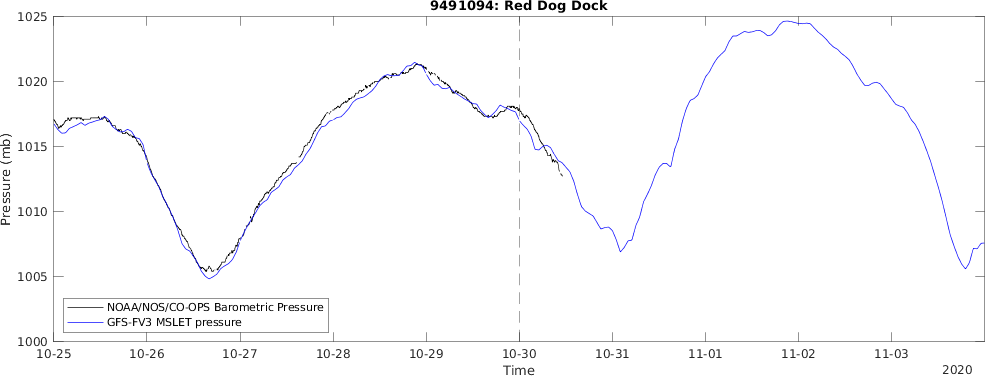 9491094: Red Dog Dock
1025
1020
1015
1010
1005
1000
Pressure (mb)
NOAA/NOS/CO-OPS Barometric Pressure
GFS-FV3 MSLET pressure
10-25 10-26 10-27 10-28 10-29 10-30 10-31 11-01 11-02 11-03
Time
2020